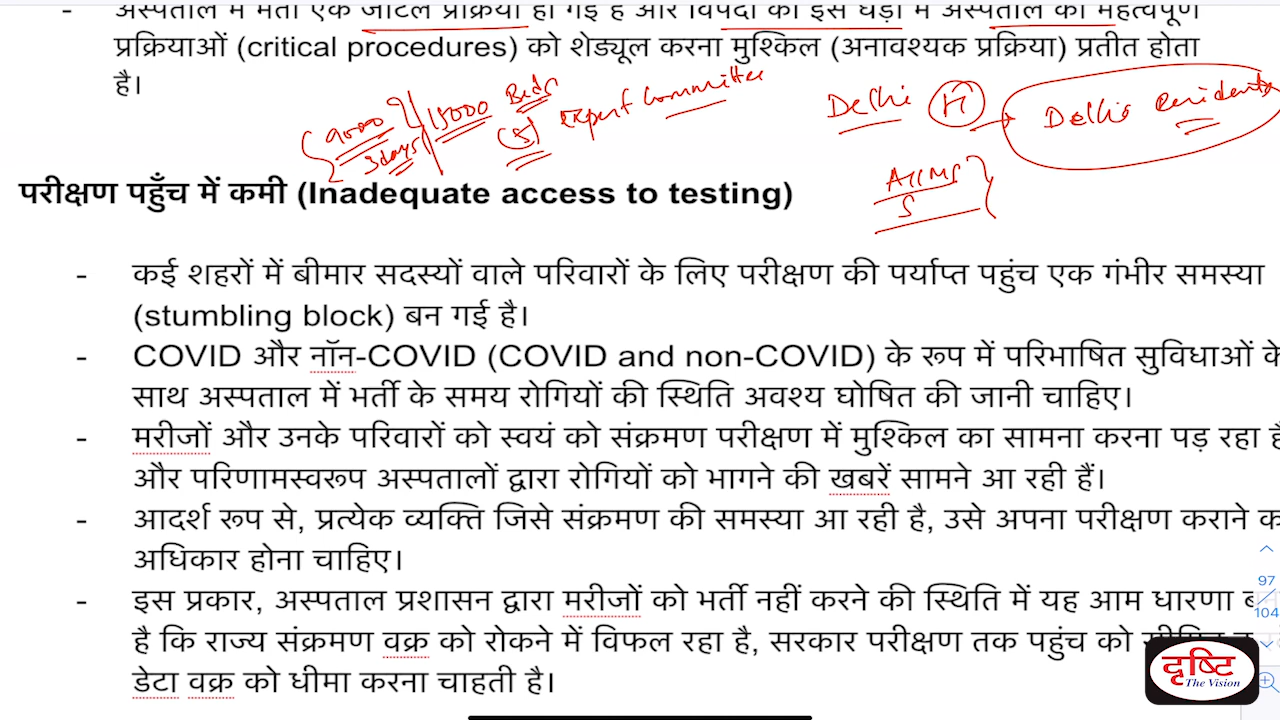 - अस्पताल में भर्ती एक जटिल प्रक्रिया हो गई है और विपदा की इस घड़ी में अस्पताल की महत्वपूर्ण
प्रक्रियाओं (critical procedures) को शेड्यूल करना मुश्किल (अनावश्यक प्रक्रिया) प्रतीत होता
है।
9000
3 days
15000 Beds
(5) Expert Committee
Delhi (H) → Delhi's Residents
AIIMS
S
परीक्षण पहुँच में कमी (Inadequate access to testing)
- कई शहरों में बीमार सदस्यों वाले परिवारों के लिए परीक्षण की पर्याप्त पहुंच एक गंभीर समस्या
(stumbling block) बन गई है।
- COVID और नॉन-COVID (COVID and non-COVID) के रूप में परिभाषित सुविधाओं के
साथ अस्पताल में भर्ती के समय रोगियों की स्थिति अवश्य घोषित की जानी चाहिए।
- मरीजों और उनके परिवारों को स्वयं को संक्रमण परीक्षण में मुश्किल का सामना करना पड़ रहा है
और परिणामस्वरूप अस्पतालों द्वारा रोगियों को भागने की खबरें सामने आ रही हैं।
- आदर्श रूप से, प्रत्येक व्यक्ति जिसे संक्रमण की समस्या आ रही है, उसे अपना परीक्षण कराने का
अधिकार होना चाहिए।
- इस प्रकार, अस्पताल प्रशासन द्वारा मरीजों को भर्ती नहीं करने की स्थिति में यह आम धारणा
है कि राज्य संक्रमण वक्र को रोकने में विफल रहा है, सरकार परीक्षण तक पहुंच को
डेटा वक्र को धीमा करना चाहती है।
97
104
दृष्टि
The Vision